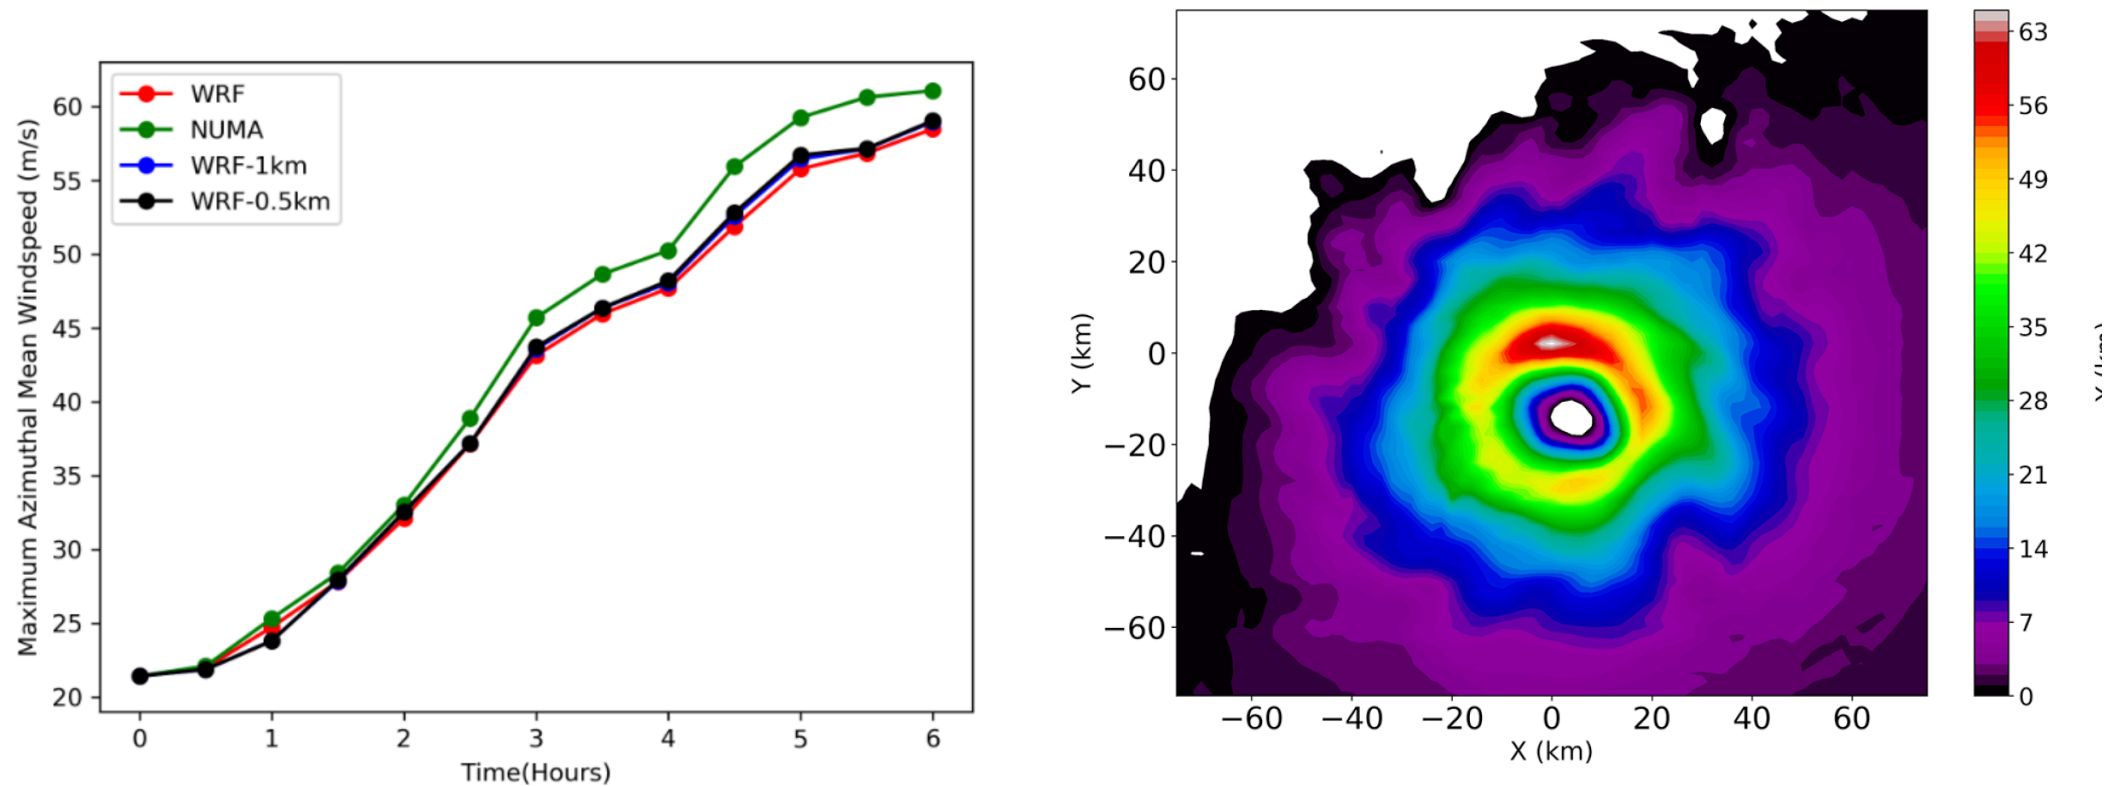 Maximum Azimuthal Mean Windspeed (m/s)
60
55
50
45
40
35
30
25
20
WRF
NUMA
WRF-1km
WRF-0.5km
0 1 2 3 4 5 6
Time(Hours)
Y (km)
60
40
20
0
−20
−40
−60
−60 −40 −20 0 20 40 60
X (km)
63
56
49
42
35
28
21
14
7
0